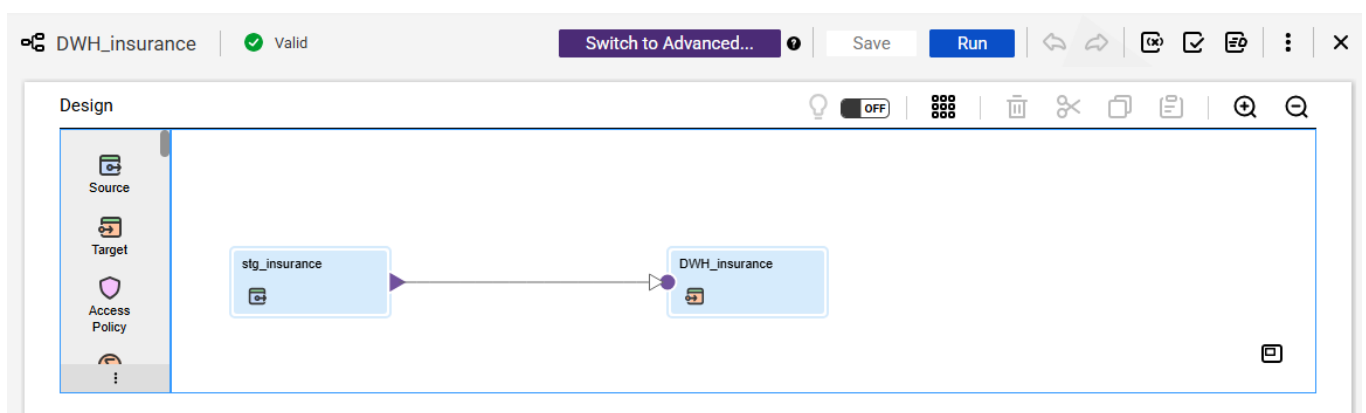 DWH_insurance
Valid
Switch to Advanced...
Save
Run
Design
OFF
Source
Target
Access
Policy
stg_insurance
DWH_insurance